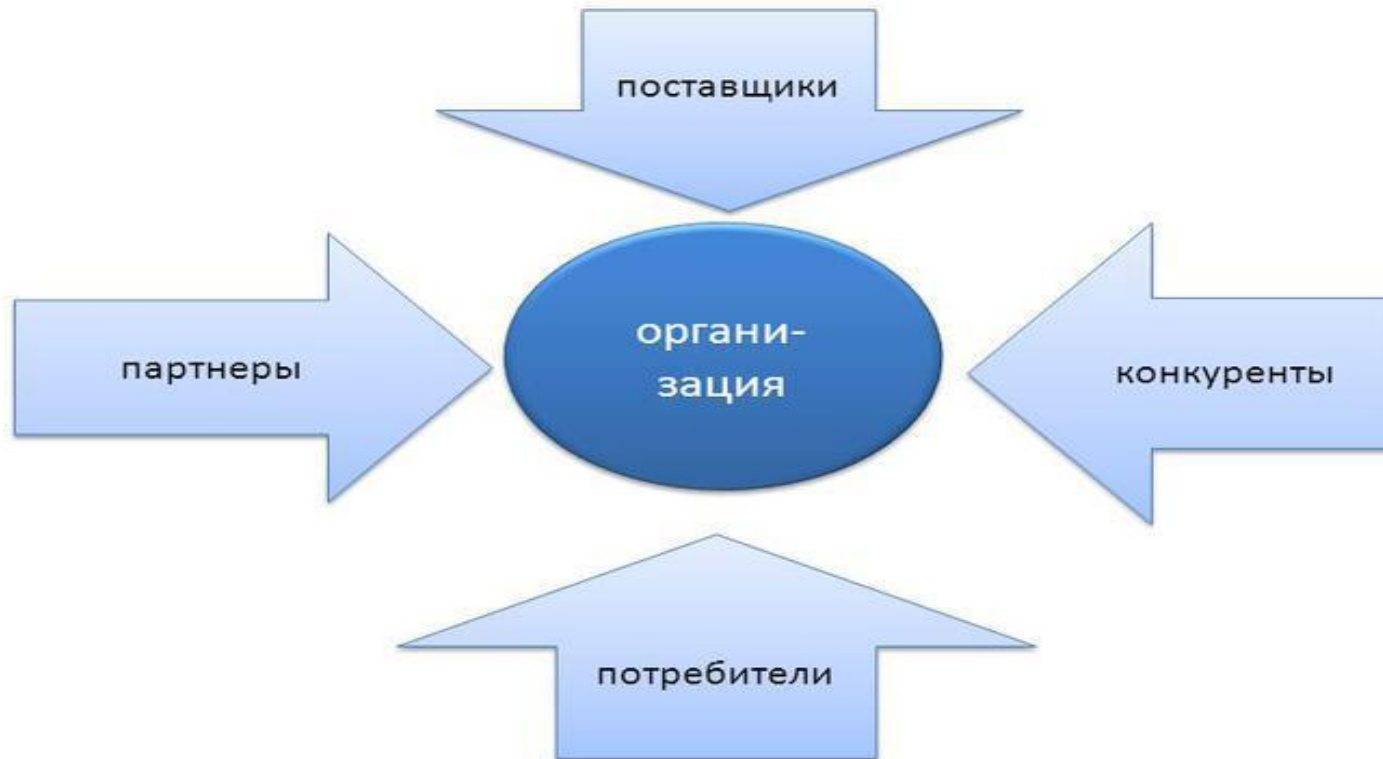 поставщики
партнеры
органи-
зация
конкуренты
потребители